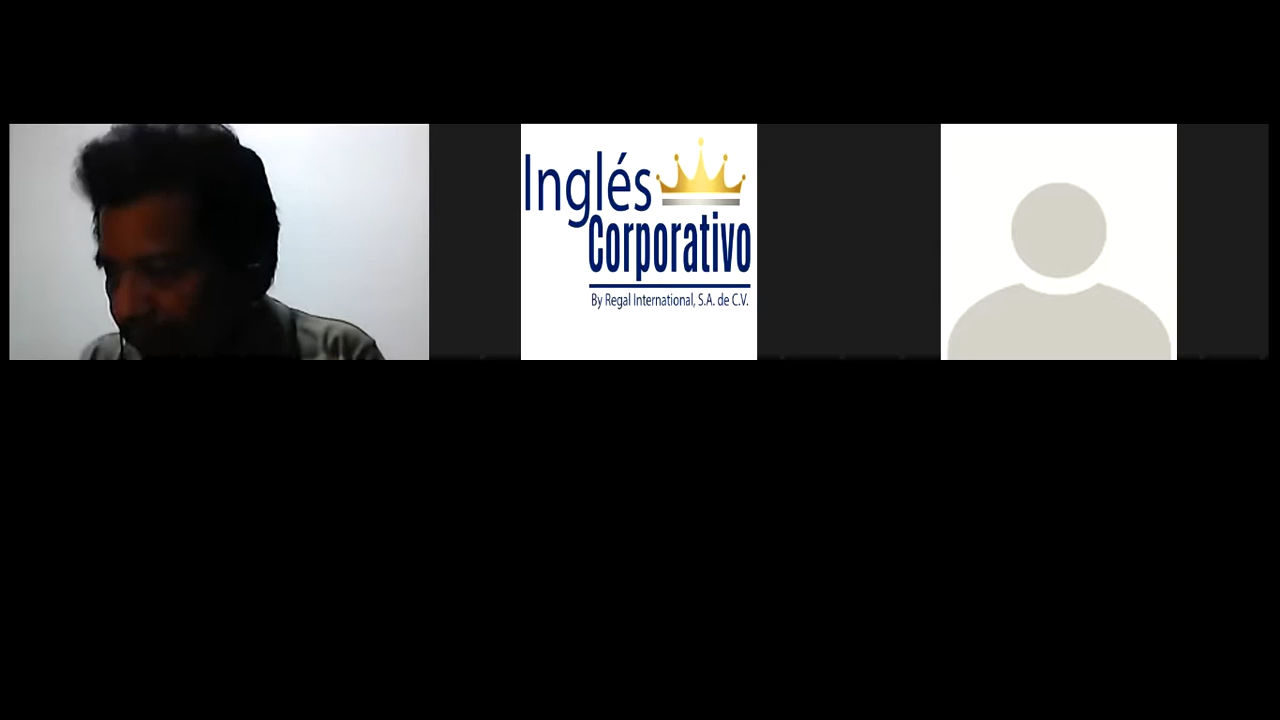 Inglés
Corporativo
By Regal International, S.A. de C.V.